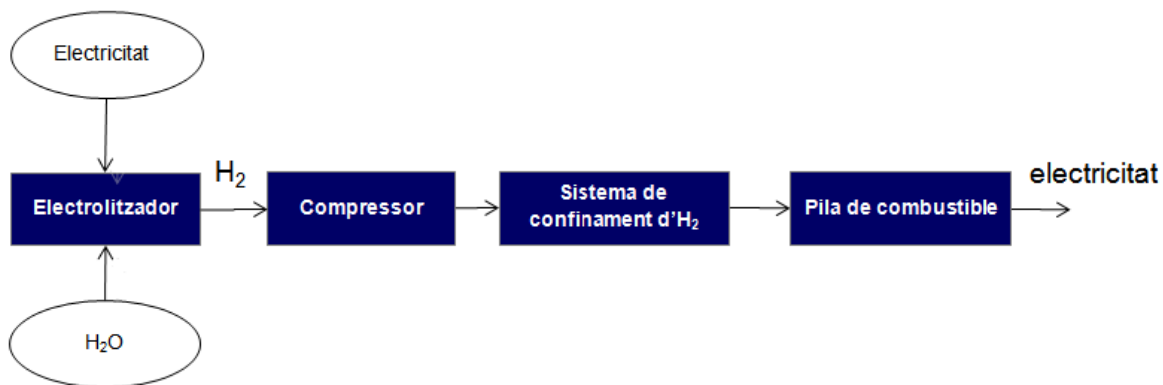 Electricitat
Electrolitzador
H₂
Compressor
Sistema de
confinament d'H₂
Pila de combustible
electricitat
H₂O